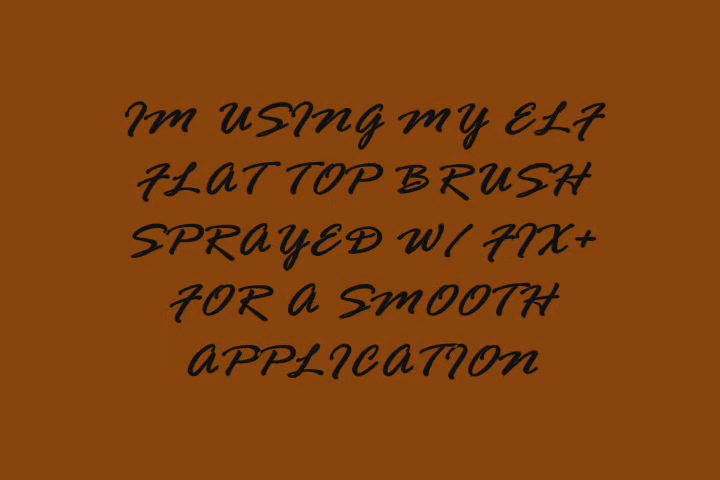 IM USING MY ELF
FLAT TOP BRUSH
SPRAYED W/ FIX+
FOR A SMOOTH
APPLICATION